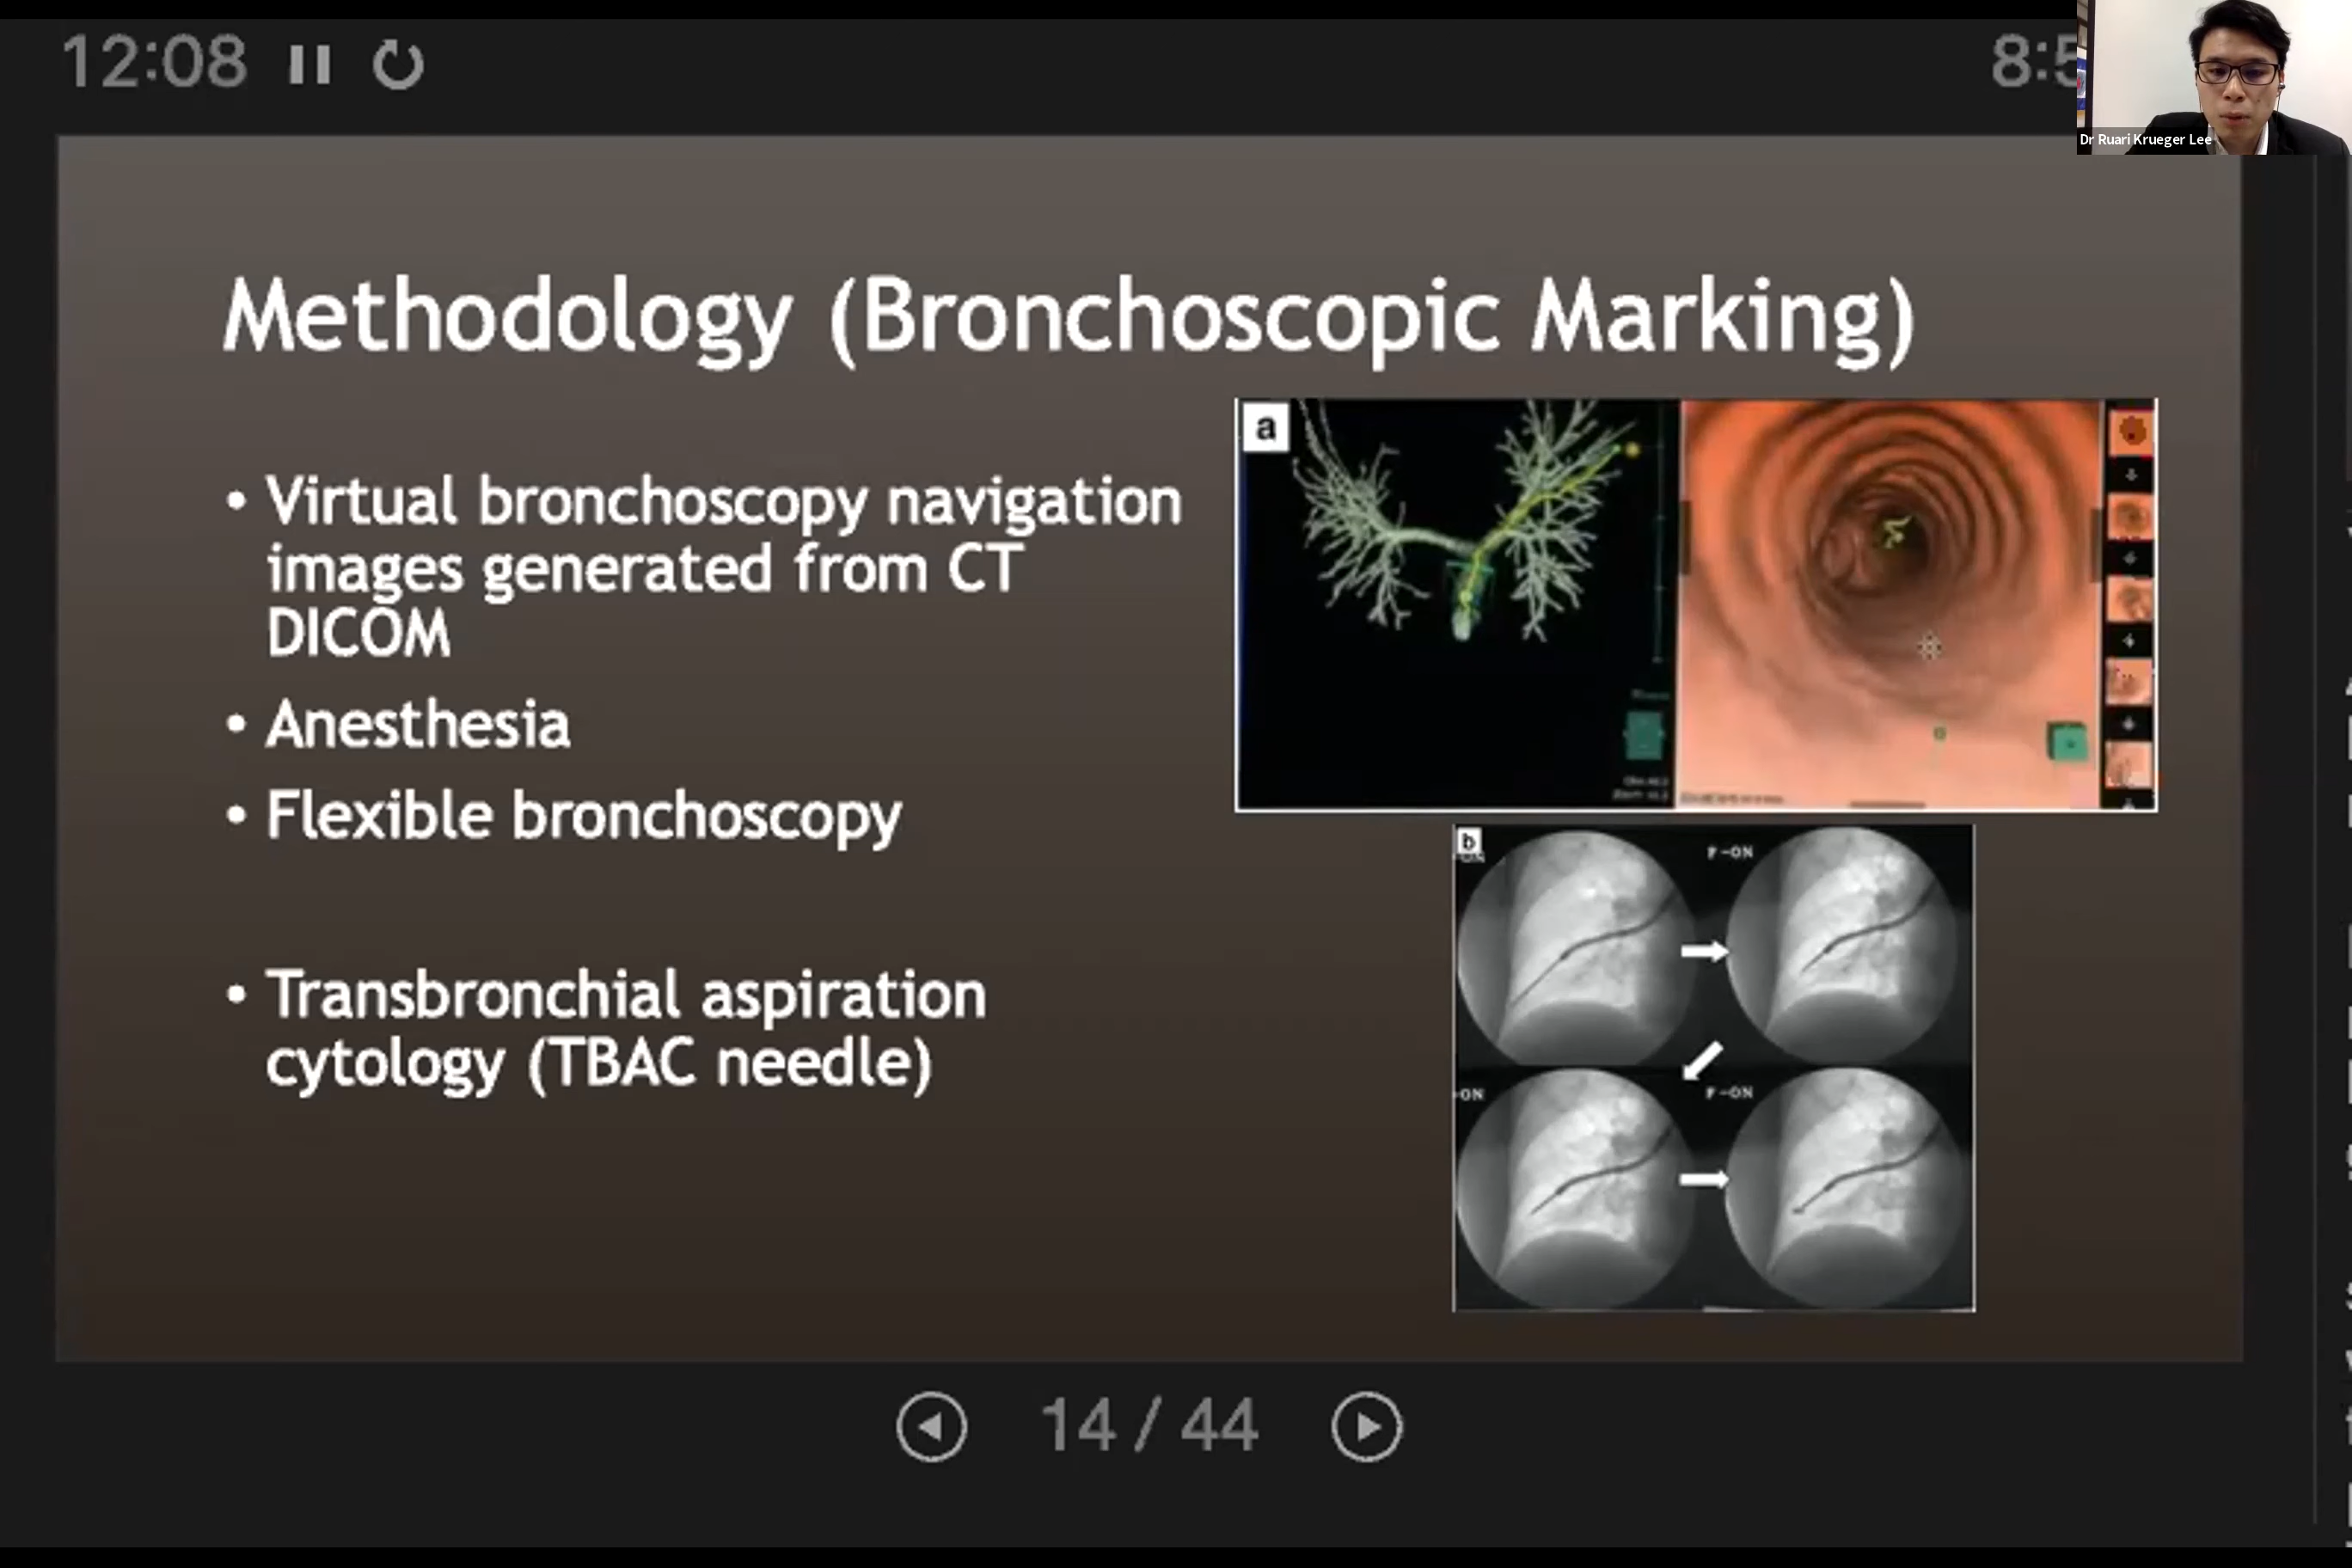 12:08
8:5
Dr Ruari Krueger Lee
Methodology (Bronchoscopic Marking)
a
• Virtual bronchoscopy navigation
images generated from CT
DICOM
• Anesthesia
• Flexible bronchoscopy
b
F-ON
• Transbronchial aspiration
cytology (TBAC needle)
-ON
F-ON
14 / 44